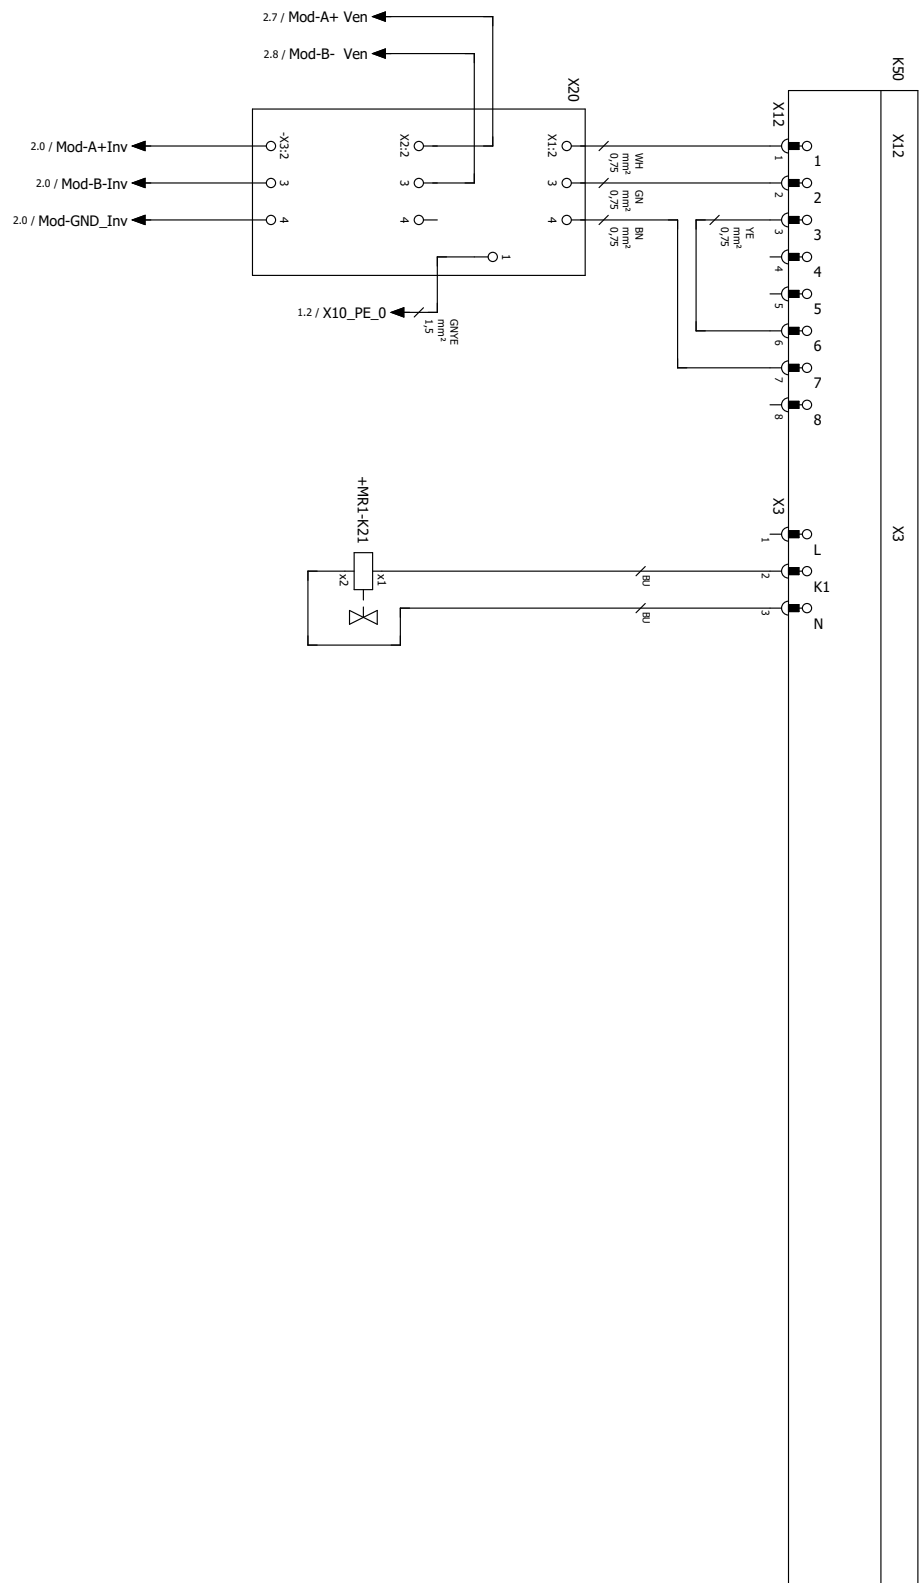 2.7 / Mod-A+ Ven
2.8 / Mod-B- Ven
K50
X20
X12
X12
2.0 / Mod-A+Inv
-X3:2
X2:2
X1:2
WH
mm²
0,75
1
1
2.0 / Mod-B-Inv
3
3
3
GN
mm²
0,75
2
2
2.0 / Mod-GND_Inv
4
4
4
BN
mm²
0,75
YE
mm²
0,75
3
3
1
4
4
5
5
1.2 / X10_PE_0
GNYE
mm²
1,5
6
6
7
7
8
8
+MR1-K21
X3
X3
1
L
x2
x1
BU
2
K1
BU
3
N